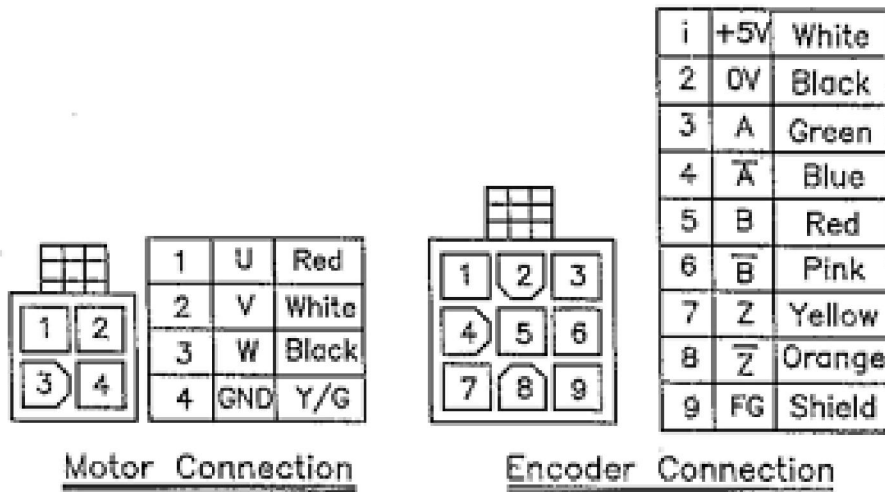 1 2
3 4
1 U Red
2 V White
3 W Black
4 GND Y/G
Motor Connection
1 2 3
4 5 6
7 8 9
i +5V White
2 0V Black
3 A Green
4 A̅ Blue
5 B Red
6 B̅ Pink
7 Z Yellow
8 Z̅ Orange
9 FG Shield
Encoder Connection